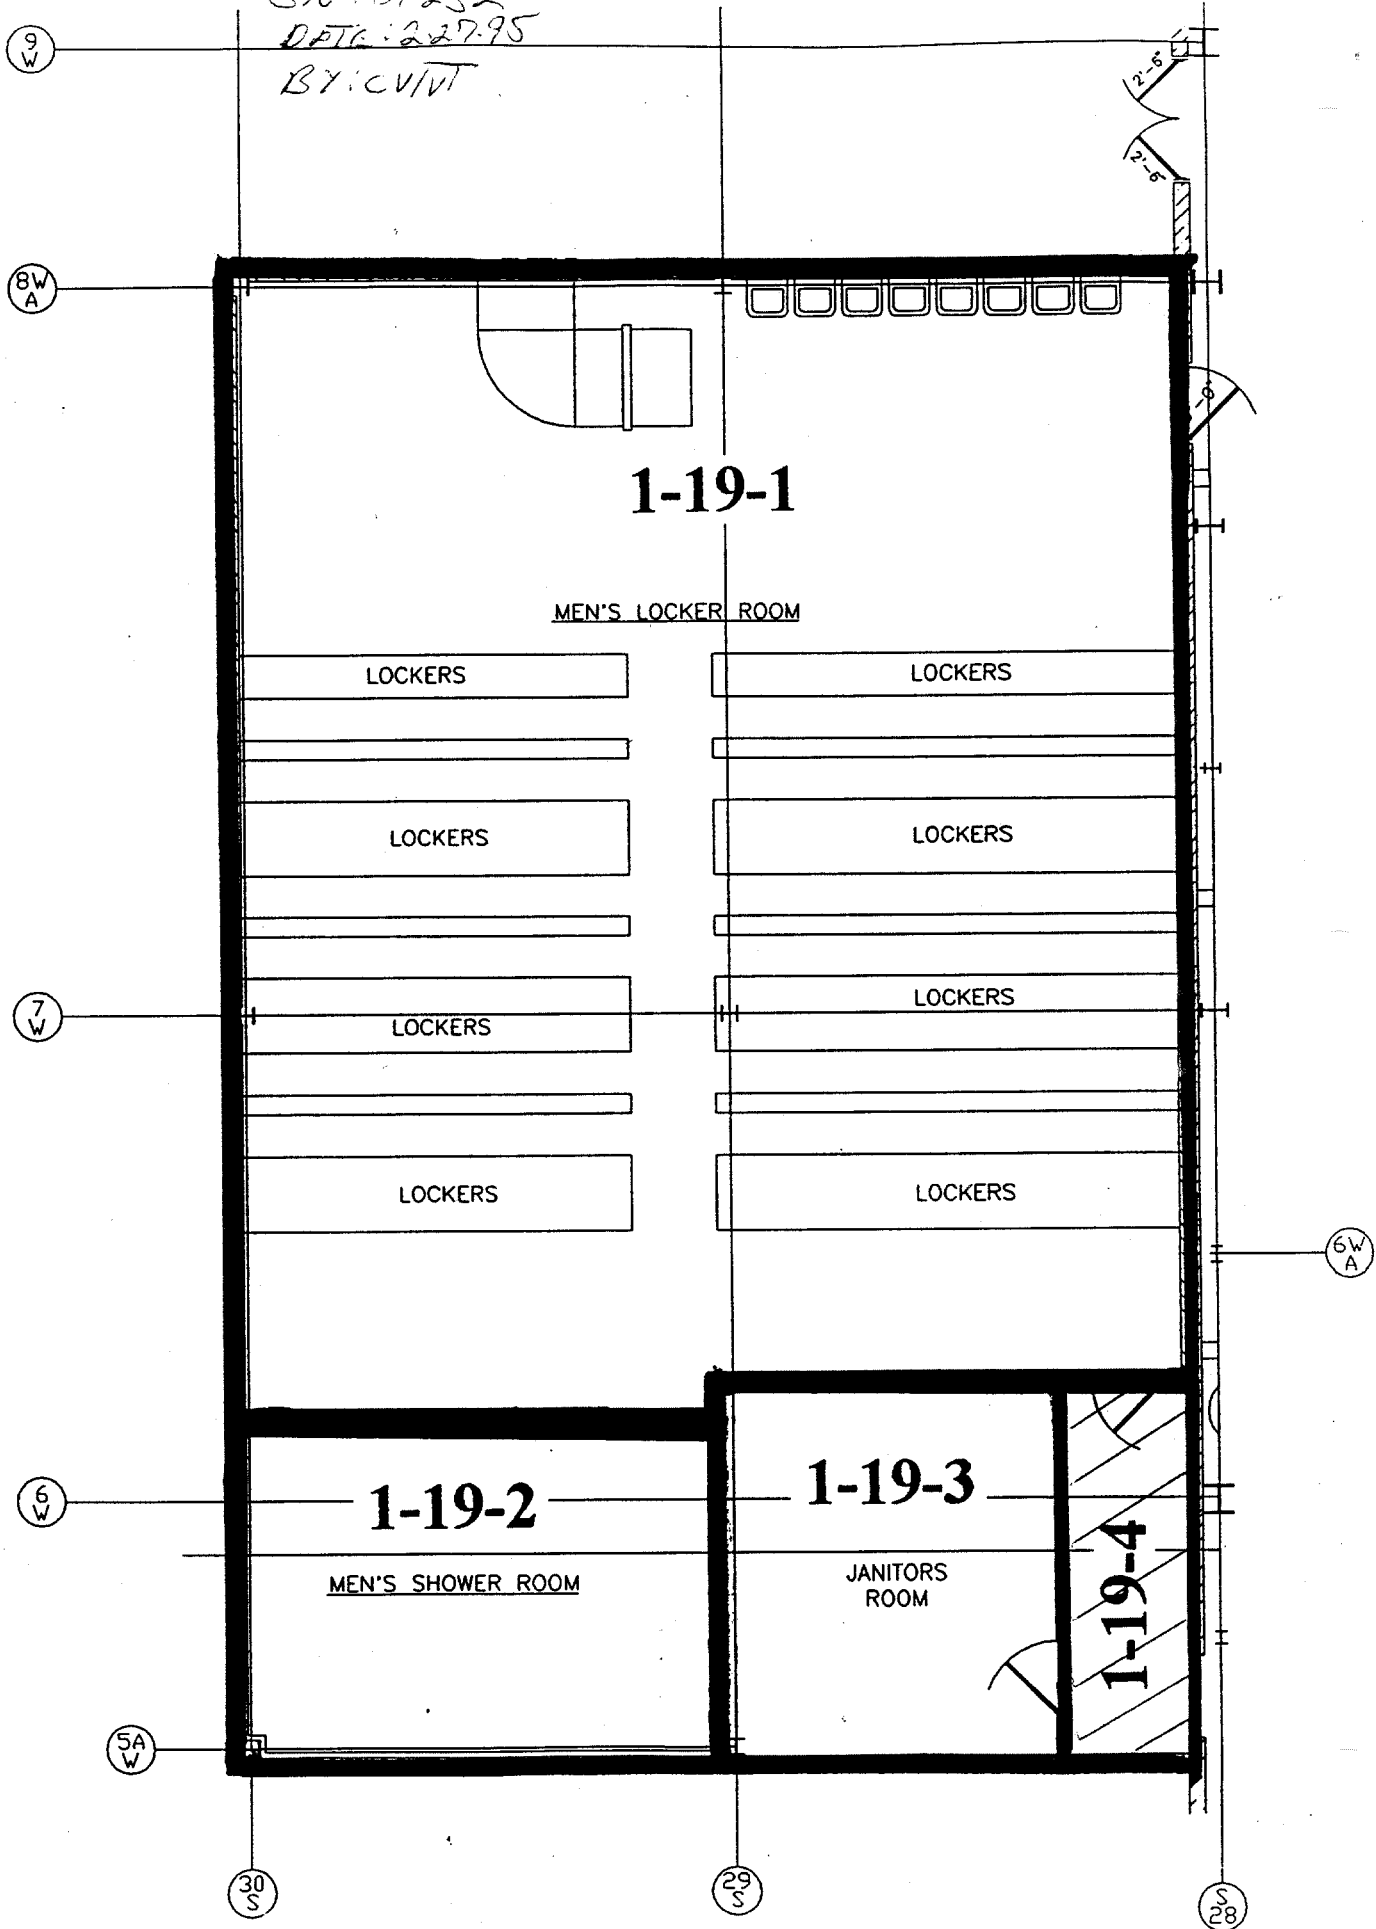 DATE: 2-27-95
BY: CV/VT
9
W
2'-6"
2'-6"
8W
A
1-19-1
MEN'S LOCKER ROOM
LOCKERS
LOCKERS
LOCKERS
LOCKERS
7
W
LOCKERS
LOCKERS
LOCKERS
LOCKERS
6W
A
6
W
1-19-2
1-19-3
1-19-4
MEN'S SHOWER ROOM
JANITORS
ROOM
5A
W
30
S
29
S
S
28